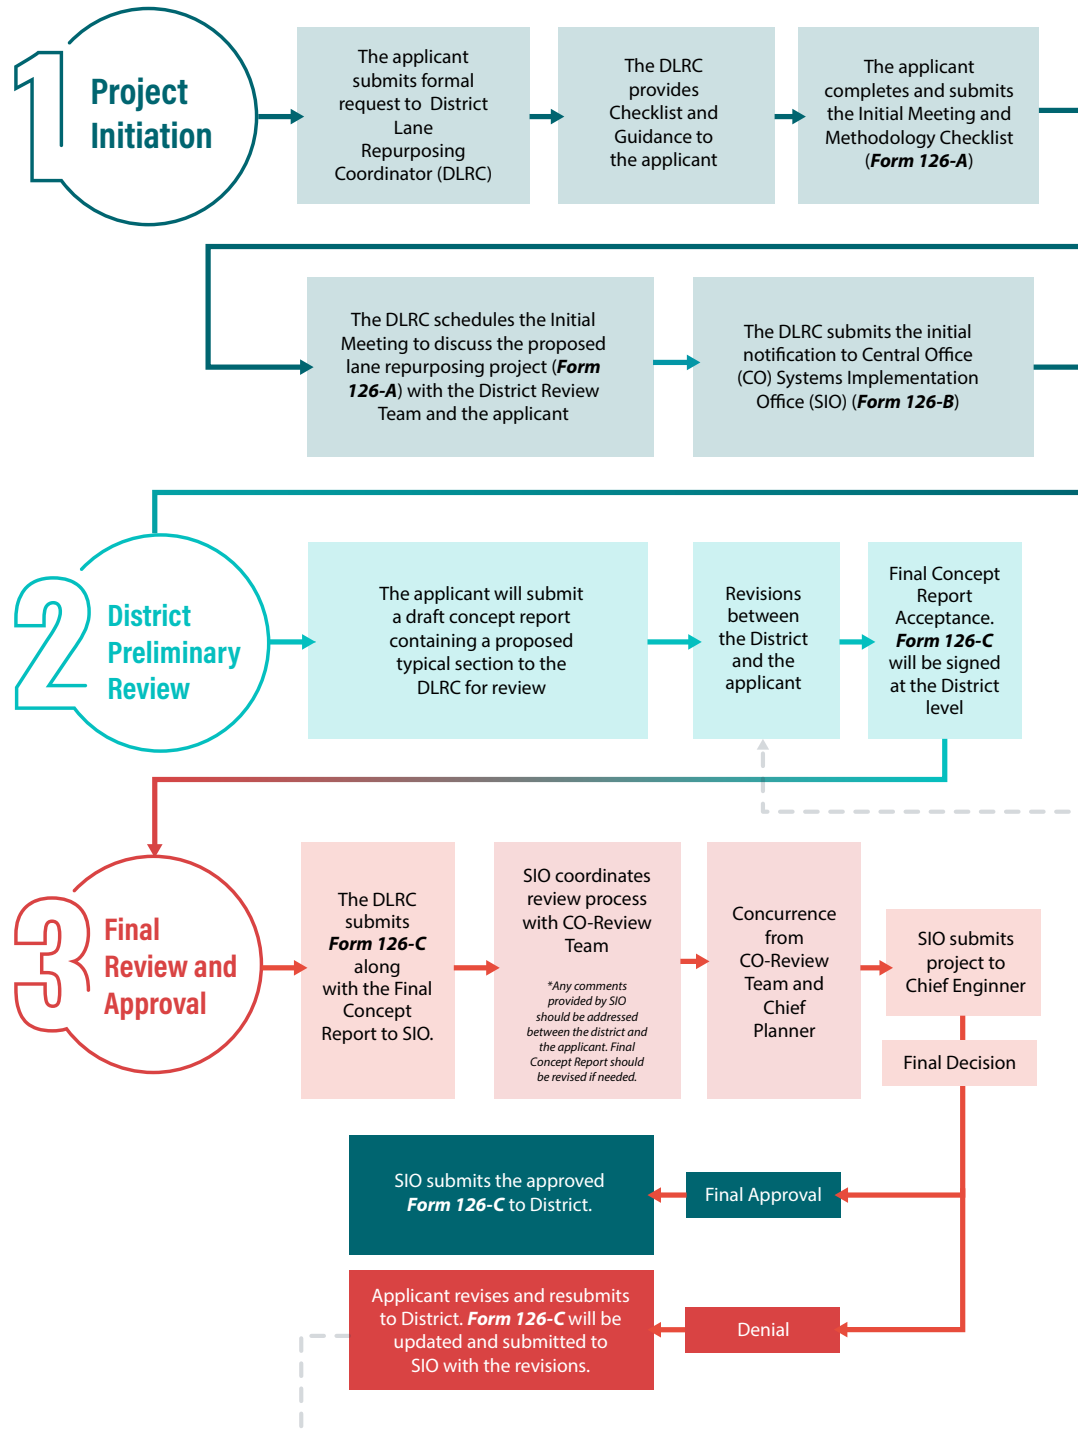 1
Project
Initiation
The applicant
submits formal
request to District
Lane
Repurposing
Coordinator (DLRC)
The DLRC
provides
Checklist and
Guidance to
the applicant
The applicant
completes and submits
the Initial Meeting and
Methodology Checklist
(Form 126-A)
The DLRC schedules the Initial
Meeting to discuss the proposed
lane repurposing project (Form
126-A) with the District Review
Team and the applicant
The DLRC submits the initial
notification to Central Office
(CO) Systems Implementation
Office (SIO) (Form 126-B)
2
District
Preliminary
Review
The applicant will submit
a draft concept report
containing a proposed
typical section to the
DLRC for review
Revisions
between
the District
and the
applicant
Final Concept
Report
Acceptance.
Form 126-C
will be signed
at the District
level
3
Final
Review and
Approval
The DLRC
submits
Form 126-C
along
with the Final
Concept
Report to SIO.
SIO coordinates
review process
with CO-Review
Team
*Any comments
provided by SIO
should be addressed
between the district and
the applicant. Final
Concept Report should
be revised if needed.
Concurrence
from
CO-Review
Team and
Chief
Planner
SIO submits
project to
Chief Enginner
Final Decision
SIO submits the approved
Form 126-C to District.
Final Approval
Applicant revises and resubmits
to District. Form 126-C will be
updated and submitted to
SIO with the revisions.
Denial